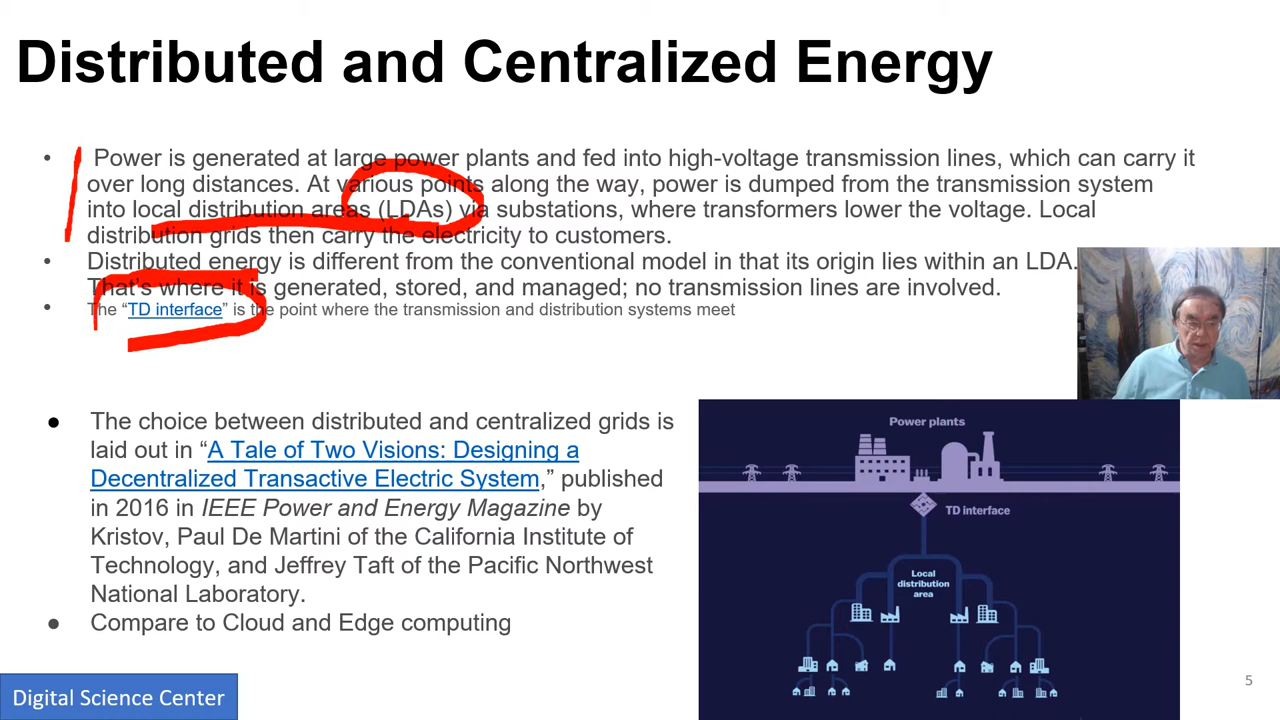 Distributed and Centralized Energy
• Power is generated at large power plants and fed into high-voltage transmission lines, which can carry it
over long distances. At various points along the way, power is dumped from the transmission system
into local distribution areas (LDAs) via substations, where transformers lower the voltage. Local
distribution grids then carry the electricity to customers.
• Distributed energy is different from the conventional model in that its origin lies within an LDA.
That's where it is generated, stored, and managed; no transmission lines are involved.
• The “TD interface” is the point where the transmission and distribution systems meet
● The choice between distributed and centralized grids is
laid out in “A Tale of Two Visions: Designing a
Decentralized Transactive Electric System,” published
in 2016 in IEEE Power and Energy Magazine by
Kristov, Paul De Martini of the California Institute of
Technology, and Jeffrey Taft of the Pacific Northwest
National Laboratory.
● Compare to Cloud and Edge computing
Power plants
TD interface
Local
distribution
area
Digital Science Center
5